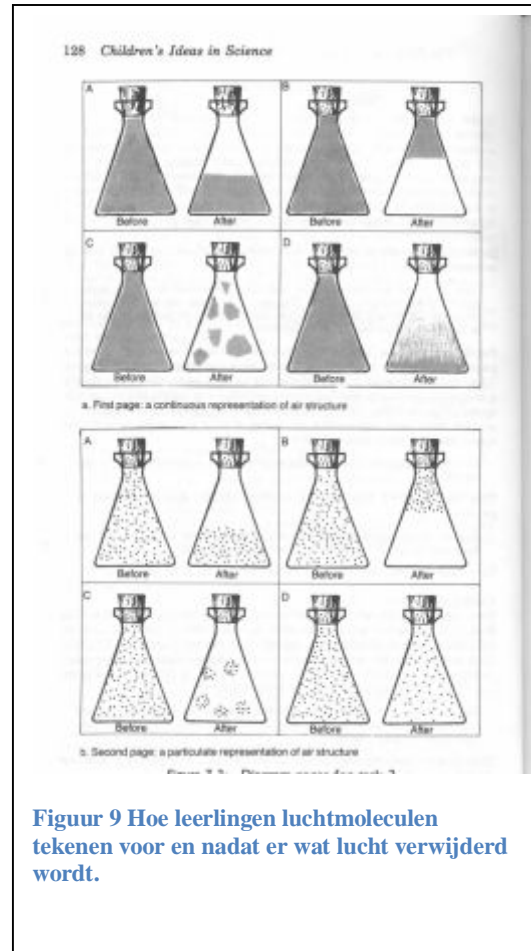 128 Children's Ideas in Science
A B
Before After Before After
C D
Before After Before After
a. First page: a continuous representation of air structure
A B
Before After Before After
C D
Before After Before After
b. Second page: a particulate representation of air structure
Figuur 9 Hoe leerlingen luchtmoleculen
tekenen voor en nadat er wat lucht verwijderd
wordt.